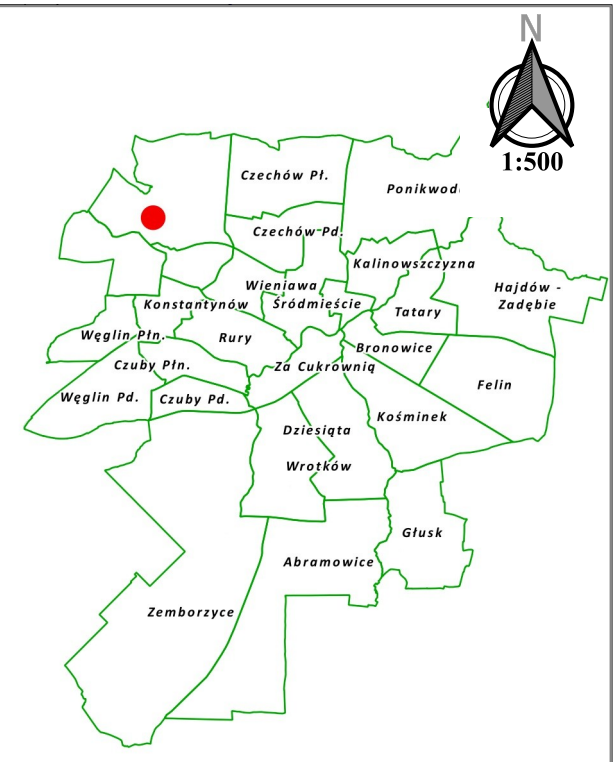 N
1:500
Czechów Pł.
Ponikwod
Czechów Pd.
Kalinowszczyzna
Wieniawa
Hajdów -
Zadębie
Konstantynów
Śródmieście
Tatary
Węglin Płn.
Rury
Bronowice
Czuby Płn.
Za Cukrownią
Felin
Węglin Pd.
Czuby Pd.
Kośminek
Dziesiąta
Wrotków
Głusk
Abramowice
Zemborzyce